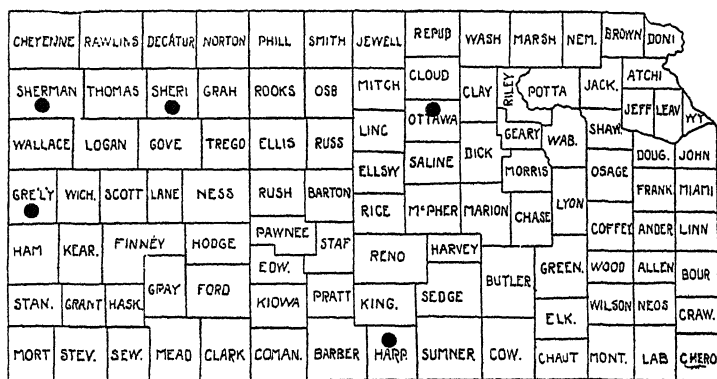 CHEYENNE RAWLINS DECATUR NORTON PHILL SMITH JEWELL REPUB WASH MARSH NEM. BROWN DONI
SHERMAN THOMAS SHERI GRAH ROOKS OSB MITCH CLOUD CLAY RILEY POTTA JACK. ATCHI
JEFF LEAV WY
WALLACE LOGAN GOVE TREGO ELLIS RUSS LINC OTTAWA DICK GEARY WAB. SHAW. DOUG. JOHN
ELLSW SALINE MORRIS OSAGE
GRE'LY WICH. SCOTT LANE NESS RUSH BARTON RICE McPHER MARION CHASE LYON FRANK MIAMI
HAM KEAR. FINNEY HODGE PAWNEE STAF RENO HARVEY COFFEY ANDER LINN
EDW. BUTLER GREEN. WOOD ALLEN BOUR
STAN. GRANT HASK. GRAY FORD KIOWA PRATT KING. SEDGE ELK. WILSON NEOS CRAW.
MORT STEV. SEW. MEAD CLARK COMAN. BARBER HARP. SUMNER COW. CHAUT MONT. LAB CHERO